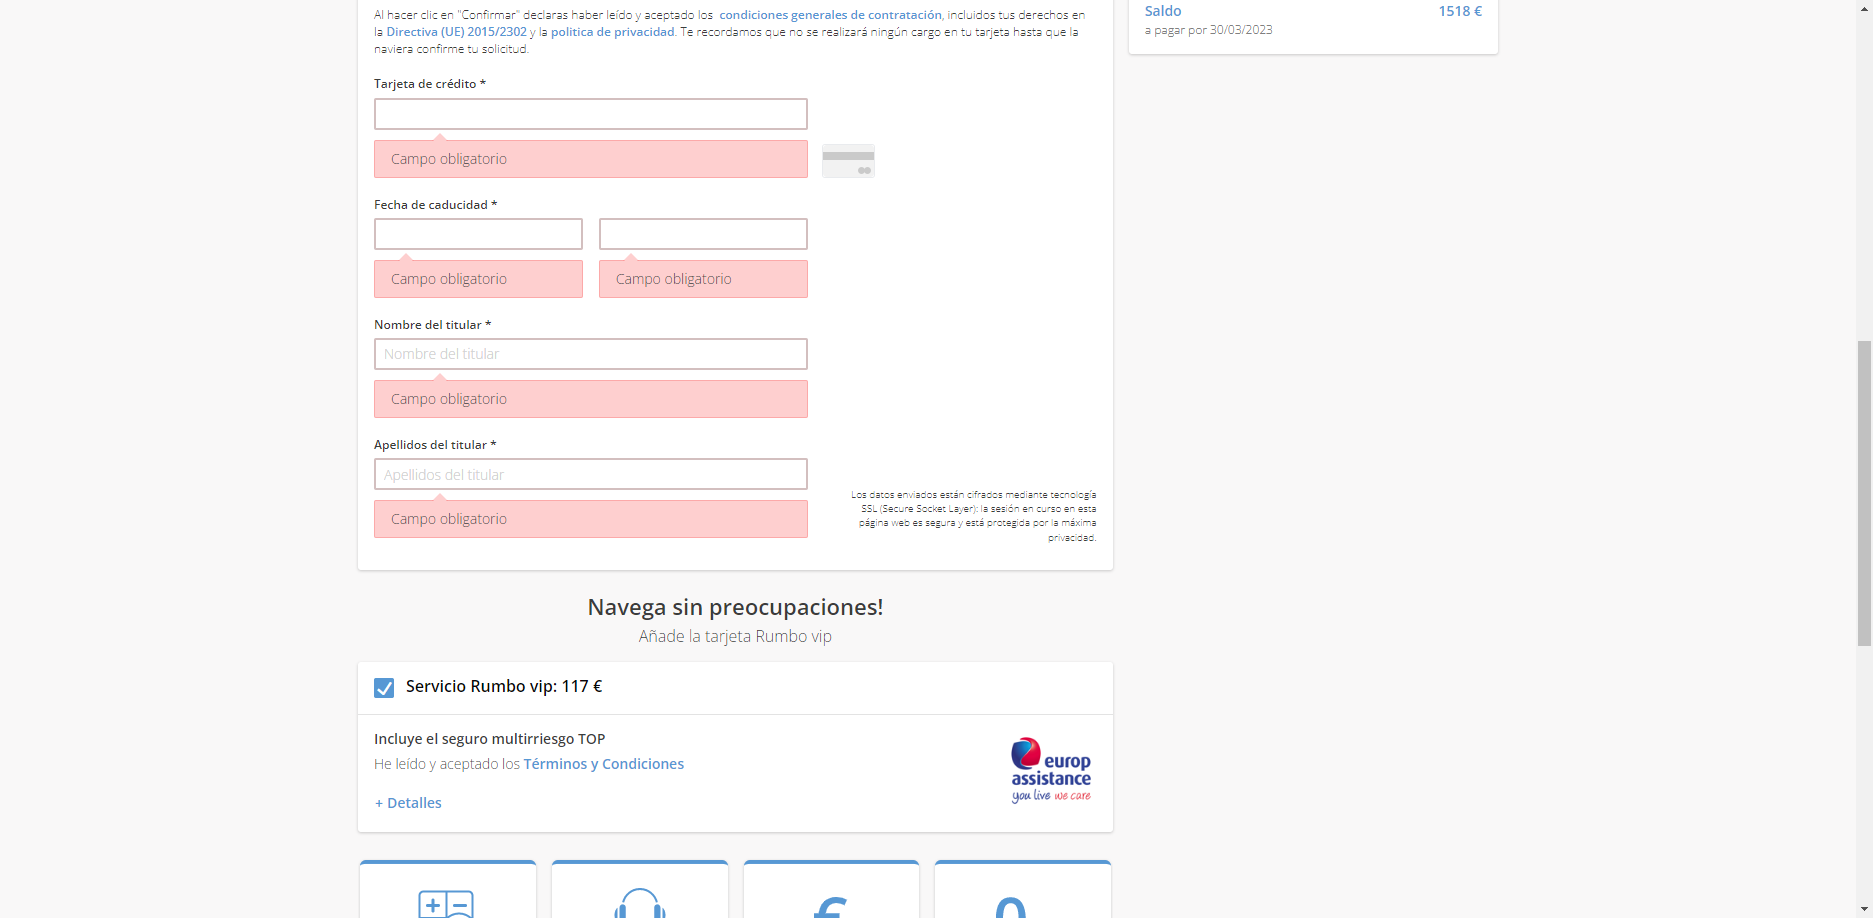 Al hacer clic en "Confirmar" declaras haber leído y aceptado los condiciones generales de contratación, incluidos tus derechos en
la Directiva (UE) 2015/2302 y la politica de privacidad. Te recordamos que no se realizará ningún cargo en tu tarjeta hasta que la
naviera confirme tu solicitud.
Saldo 1518 €
a pagar por 30/03/2023
Tarjeta de crédito *
Campo obligatorio
Fecha de caducidad *
Campo obligatorio Campo obligatorio
Nombre del titular *
Nombre del titular
Campo obligatorio
Apellidos del titular *
Apellidos del titular
Campo obligatorio
Los datos enviados están cifrados mediante tecnología
SSL (Secure Socket Layer): la sesión en curso en esta
página web es segura y está protegida por la máxima
privacidad.
Navega sin preocupaciones!
Añade la tarjeta Rumbo vip
Servicio Rumbo vip: 117 €
Incluye el seguro multirriesgo TOP
He leído y aceptado los Términos y Condiciones
+ Detalles
europ
assistance
you live we care
€
0